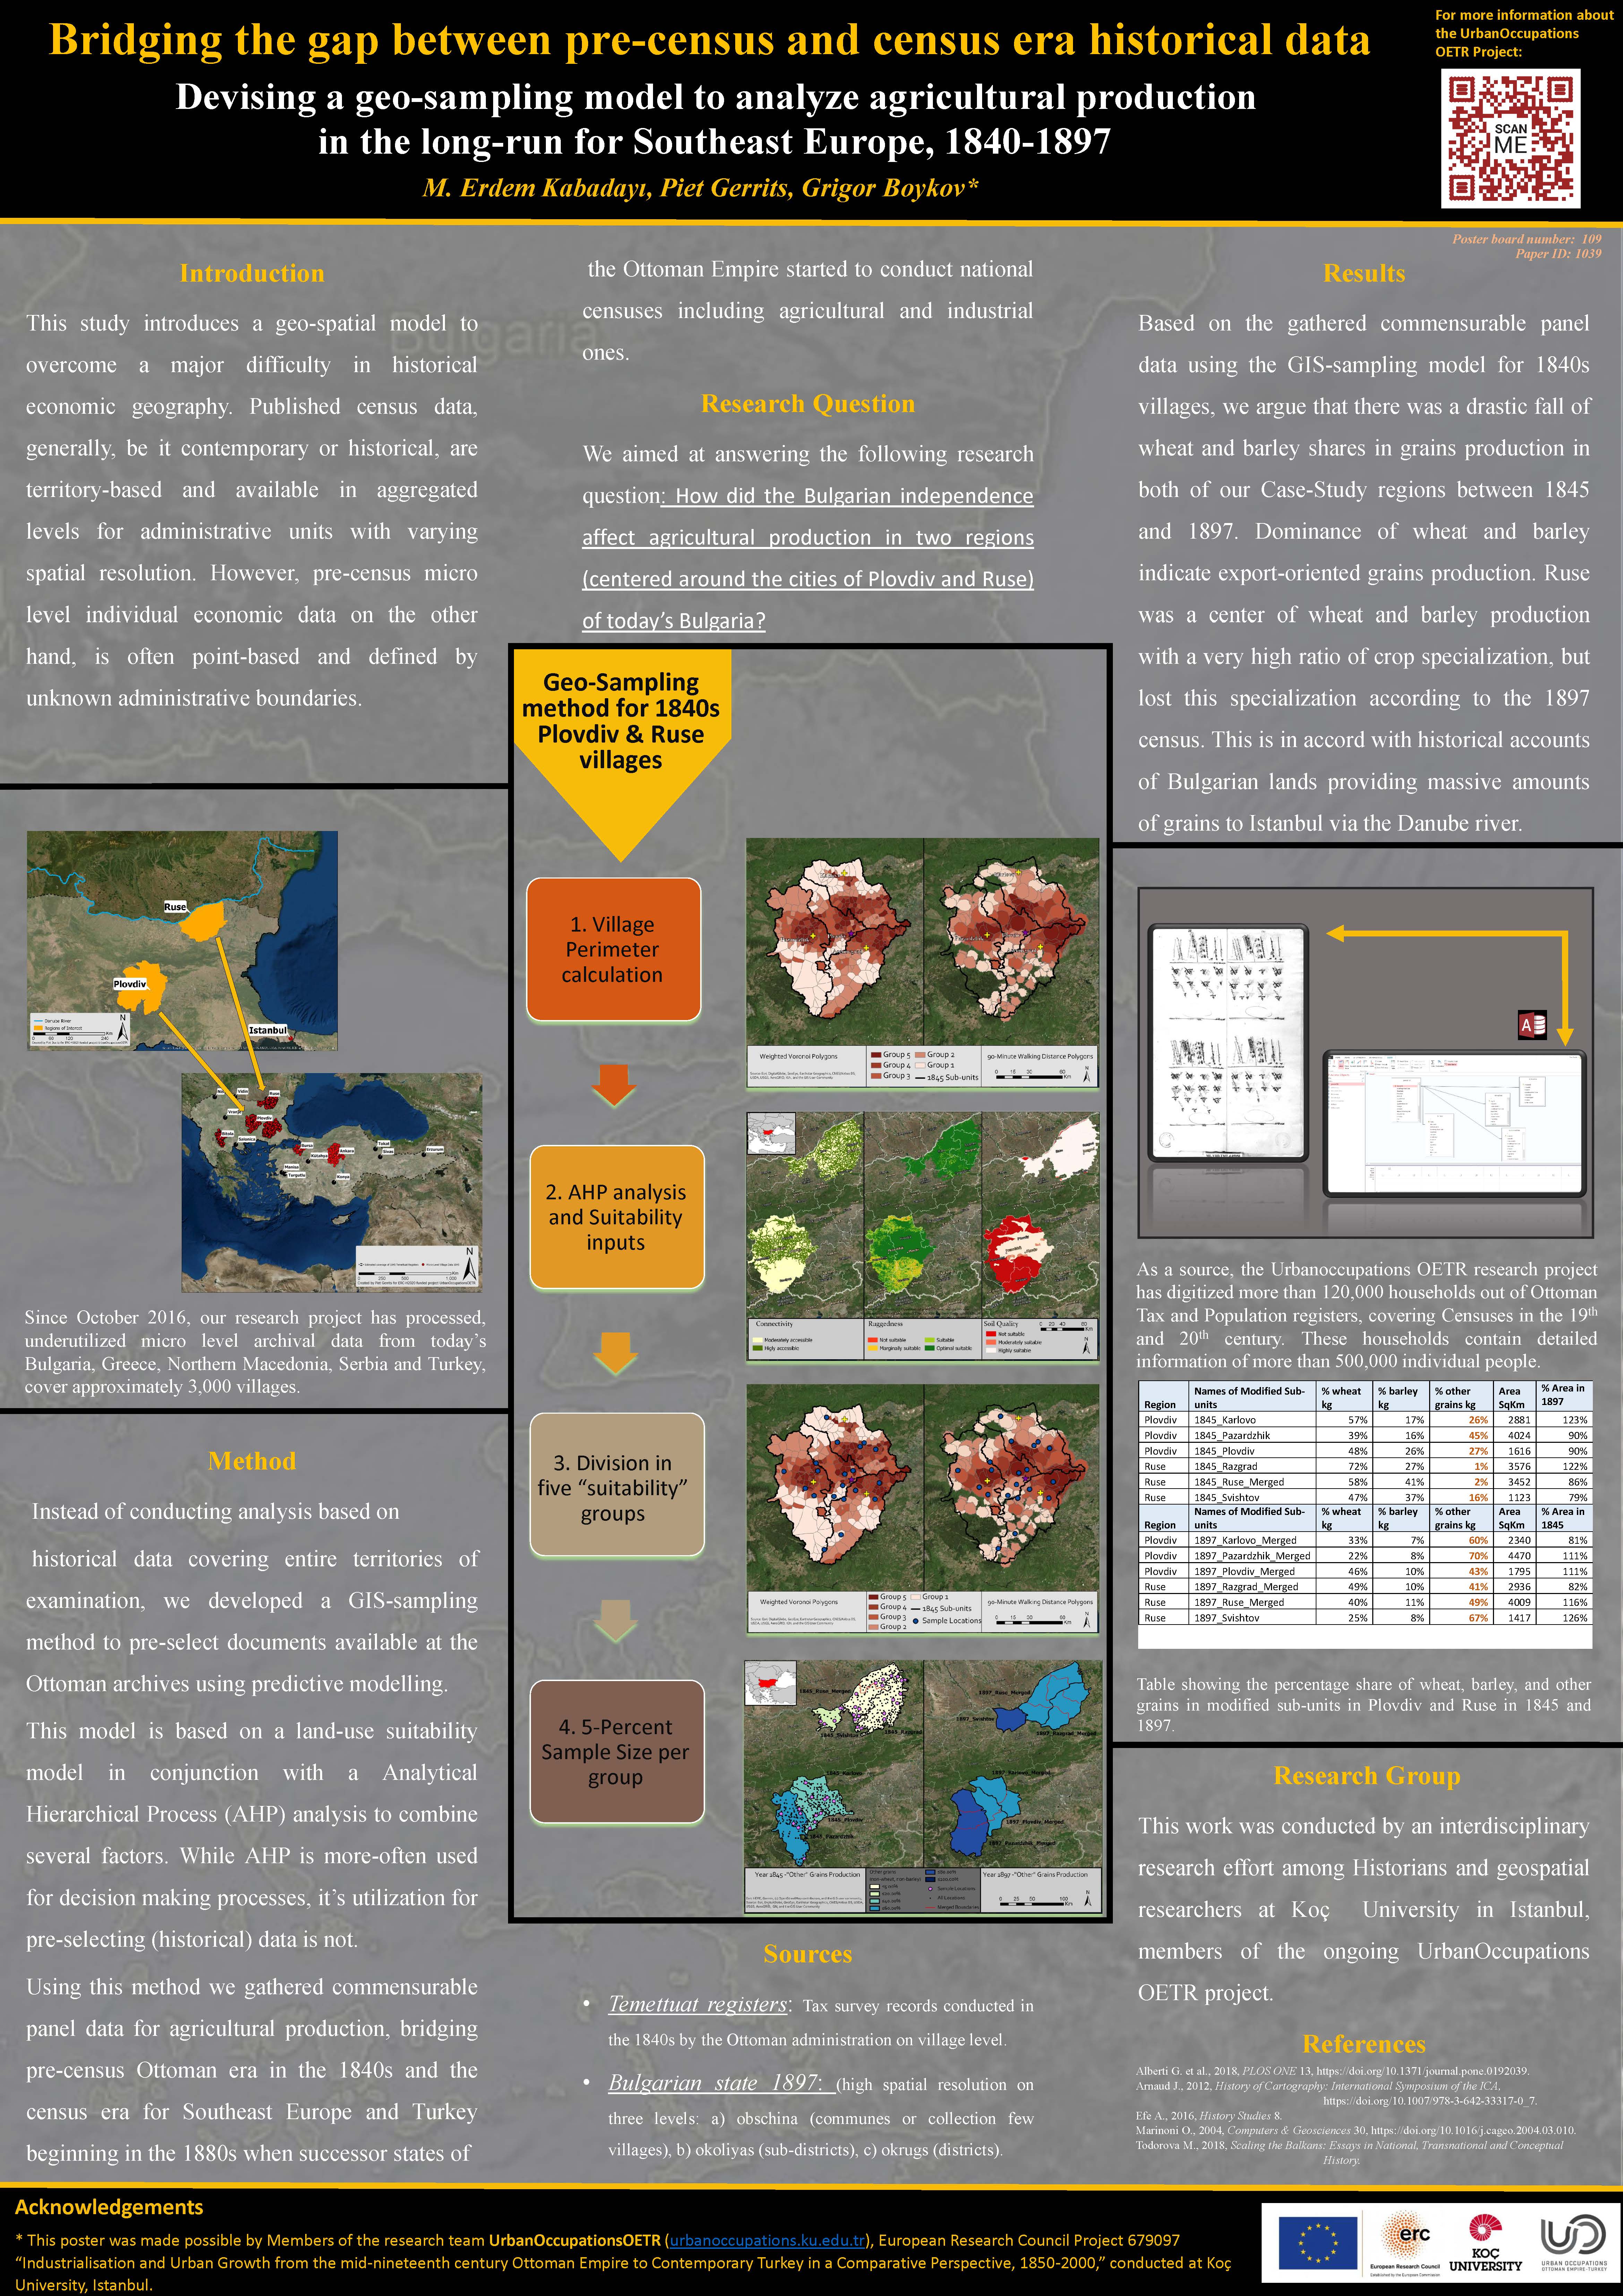 Bridging the gap between pre-census and census era historical data
Devising a geo-sampling model to analyze agricultural production
in the long-run for Southeast Europe, 1840-1897
M. Erdem Kabadayı, Piet Gerrits, Grigor Boykov*
For more information about
the UrbanOccupations
OETR Project:
SCAN
ME
Poster board number: 109
Paper ID: 1039
Introduction
This study introduces a geo-spatial model to
overcome a major difficulty in historical
economic geography. Published census data,
generally, be it contemporary or historical, are
territory-based and available in aggregated
levels for administrative units with varying
spatial resolution. However, pre-census micro
level individual economic data on the other
hand, is often point-based and defined by
unknown administrative boundaries.
Bulgaria
Ruse
Plovdiv
Istanbul
Danube River
Regions of Interest
N
Since October 2016, our research project has processed,
underutilized micro level archival data from today's
Bulgaria, Greece, Northern Macedonia, Serbia and Turkey,
cover approximately 3,000 villages.
Method
Instead of conducting analysis based on
historical data covering entire territories of
examination, we developed a GIS-sampling
method to pre-select documents available at the
Ottoman archives using predictive modelling.
This model is based on a land-use suitability
model in conjunction with a Analytical
Hierarchical Process (AHP) analysis to combine
several factors. While AHP is more-often used
for decision making processes, it's utilization for
pre-selecting (historical) data is not.
Using this method we gathered commensurable
panel data for agricultural production, bridging
pre-census Ottoman era in the 1840s and the
census era for Southeast Europe and Turkey
beginning in the 1880s when successor states of
the Ottoman Empire started to conduct national
censuses including agricultural and industrial
ones.
Research Question
We aimed at answering the following research
question: How did the Bulgarian independence
affect agricultural production in two regions
(centered around the cities of Plovdiv and Ruse)
of today's Bulgaria?
Geo-Sampling
method for 1840s
Plovdiv & Ruse
villages
1. Village
Perimeter
calculation
2. AHP analysis
and Suitability
inputs
3. Division in
five “suitability”
groups
4. 5-Percent
Sample Size per
group
Weighted Voronoi Polygons
Group 5 Group 2
Group 4 Group 1
Group 3 1845 Sub-units
90-Minute Walking Distance Polygons
Connectivity
Moderately accessible
Higly accessible
Ruggedness
Not suitable Suitable
Marginally suitable Optimal suitable
Soil Quality
Not suitable
Moderately suitable
Highly suitable
Weighted Voronoi Polygons
Group 5 Group 1
Group 4 1845 Sub-units
Group 3 Sample Locations
Group 2
90-Minute Walking Distance Polygons
Year 1845-"Other" Grains Production
Year 1897-"Other" Grains Production
Sources
• Temettuat registers: Tax survey records conducted in
the 1840s by the Ottoman administration on village level.
• Bulgarian state 1897: (high spatial resolution on
three levels: a) obschina (communes or collection few
villages), b) okoliyas (sub-districts), c) okrugs (districts).
Results
Based on the gathered commensurable panel
data using the GIS-sampling model for 1840s
villages, we argue that there was a drastic fall of
wheat and barley shares in grains production in
both of our Case-Study regions between 1845
and 1897. Dominance of wheat and barley
indicate export-oriented grains production. Ruse
was a center of wheat and barley production
with a very high ratio of crop specialization, but
lost this specialization according to the 1897
census. This is in accord with historical accounts
of Bulgarian lands providing massive amounts
of grains to Istanbul via the Danube river.
A
As a source, the Urbanoccupations OETR research project
has digitized more than 120,000 households out of Ottoman
Tax and Population registers, covering Censuses in the 19th
and 20th century. These households contain detailed
information of more than 500,000 individual people.
Region Names of Modified Sub-units % wheat kg % barley kg % other grains kg Area SqKm % Area in 1897
Plovdiv 1845_Karlovo 57% 17% 26% 2881 123%
Plovdiv 1845_Pazardzhik 39% 16% 45% 4024 90%
Plovdiv 1845_Plovdiv 48% 26% 27% 1616 90%
Ruse 1845_Razgrad 72% 27% 1% 3576 122%
Ruse 1845_Ruse_Merged 58% 41% 2% 3452 86%
Ruse 1845_Svishtov 47% 37% 16% 1123 79%
Region Names of Modified Sub-units % wheat kg % barley kg % other grains kg Area SqKm % Area in 1845
Plovdiv 1897_Karlovo_Merged 33% 7% 60% 2340 81%
Plovdiv 1897_Pazardzhik_Merged 22% 8% 70% 4470 111%
Plovdiv 1897_Plovdiv_Merged 46% 10% 43% 1795 111%
Ruse 1897_Razgrad_Merged 49% 10% 41% 2936 82%
Ruse 1897_Ruse_Merged 40% 11% 49% 4009 116%
Ruse 1897_Svishtov 25% 8% 67% 1417 126%
Table showing the percentage share of wheat, barley, and other
grains in modified sub-units in Plovdiv and Ruse in 1845 and
1897.
Research Group
This work was conducted by an interdisciplinary
research effort among Historians and geospatial
researchers at Koç University in Istanbul,
members of the ongoing UrbanOccupations
OETR project.
References
Alberti G. et al., 2018, PLOS ONE 13, https://doi.org/10.1371/journal.pone.0192039.
Arnaud J., 2012, History of Cartography: International Symposium of the ICA,
https://doi.org/10.1007/978-3-642-33317-0_7.
Efe A., 2016, History Studies 8.
Marinoni O., 2004, Computers & Geosciences 30, https://doi.org/10.1016/j.cageo.2004.03.010.
Todorova M., 2018, Scaling the Balkans: Essays in National, Transnational and Conceptual
History.
Acknowledgements
* This poster was made possible by Members of the research team UrbanOccupationsOETR (urbanoccupations.ku.edu.tr), European Research Council Project 679097
“Industrialisation and Urban Growth from the mid-nineteenth century Ottoman Empire to Contemporary Turkey in a Comparative Perspective, 1850-2000,” conducted at Koç
University, Istanbul.
erc
European Research Council
Established by the European Commission
KOÇ
UNIVERSITY
URBAN OCCUPATIONS
OTTOMAN EMPIRE-TURKEY